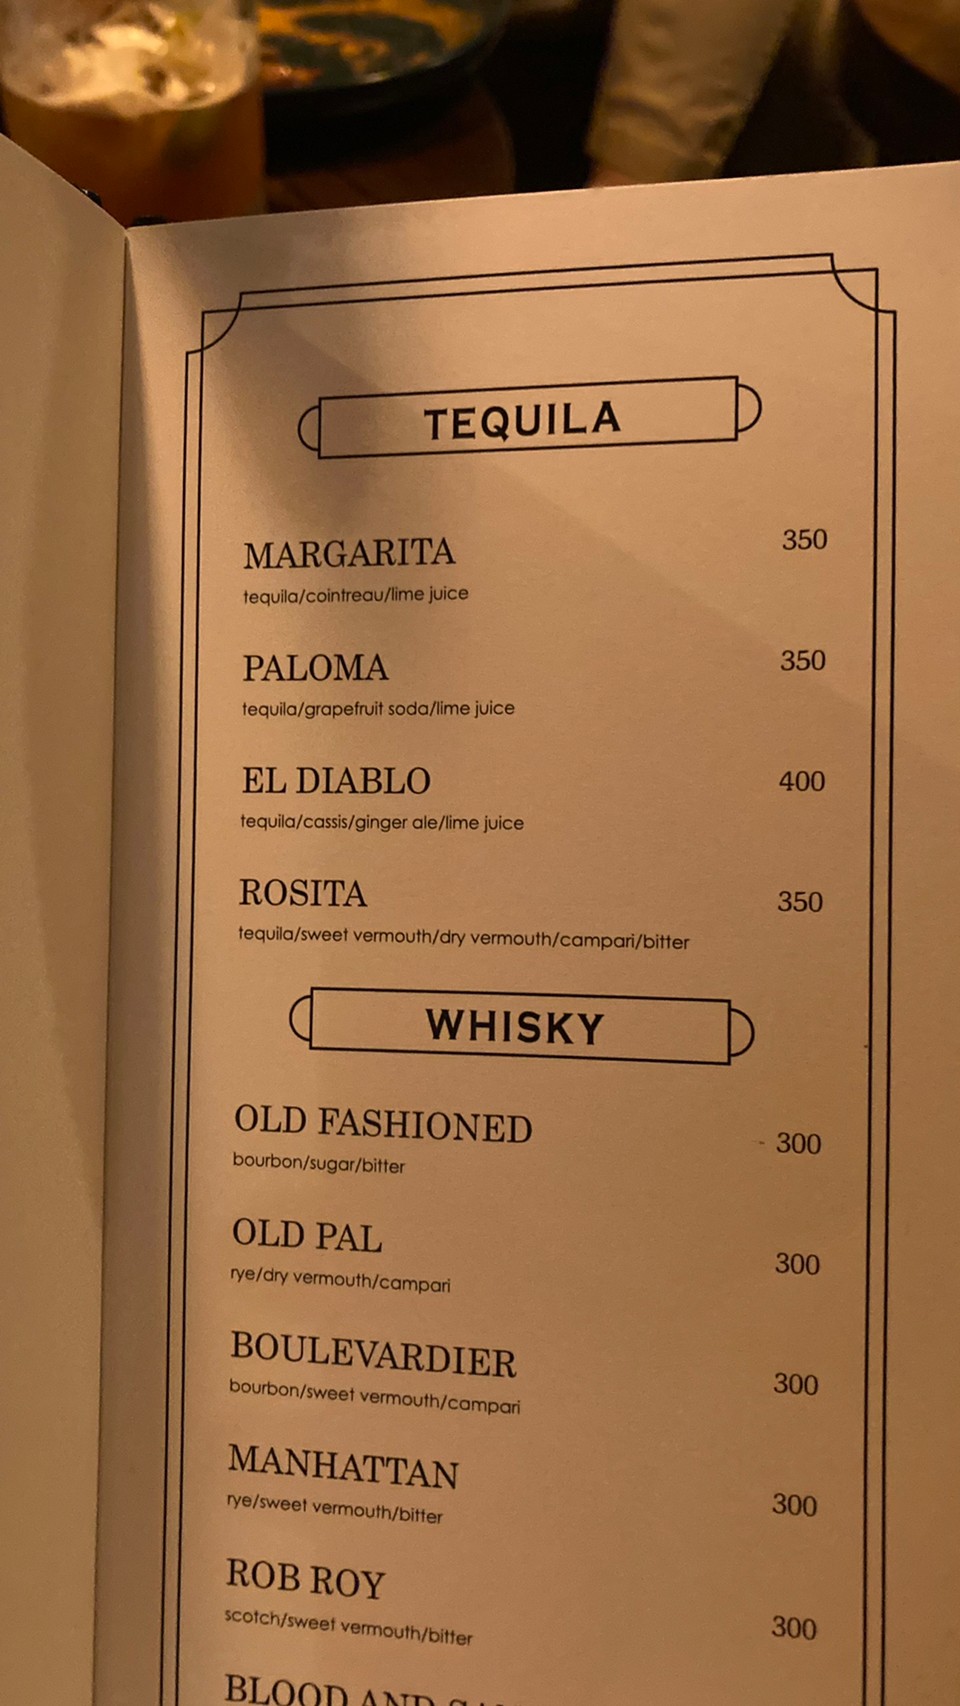 TEQUILA
MARGARITA 350
tequila/cointreau/lime juice
PALOMA 350
tequila/grapefruit soda/lime juice
EL DIABLO 400
tequila/cassis/ginger ale/lime juice
ROSITA 350
tequila/sweet vermouth/dry vermouth/campari/bitter
WHISKY
OLD FASHIONED 300
bourbon/sugar/bitter
OLD PAL 300
rye/dry vermouth/campari
BOULEVARDIER 300
bourbon/sweet vermouth/campari
MANHATTAN 300
rye/sweet vermouth/bitter
ROB ROY 300
scotch/sweet vermouth/bitter
BLOOD AND